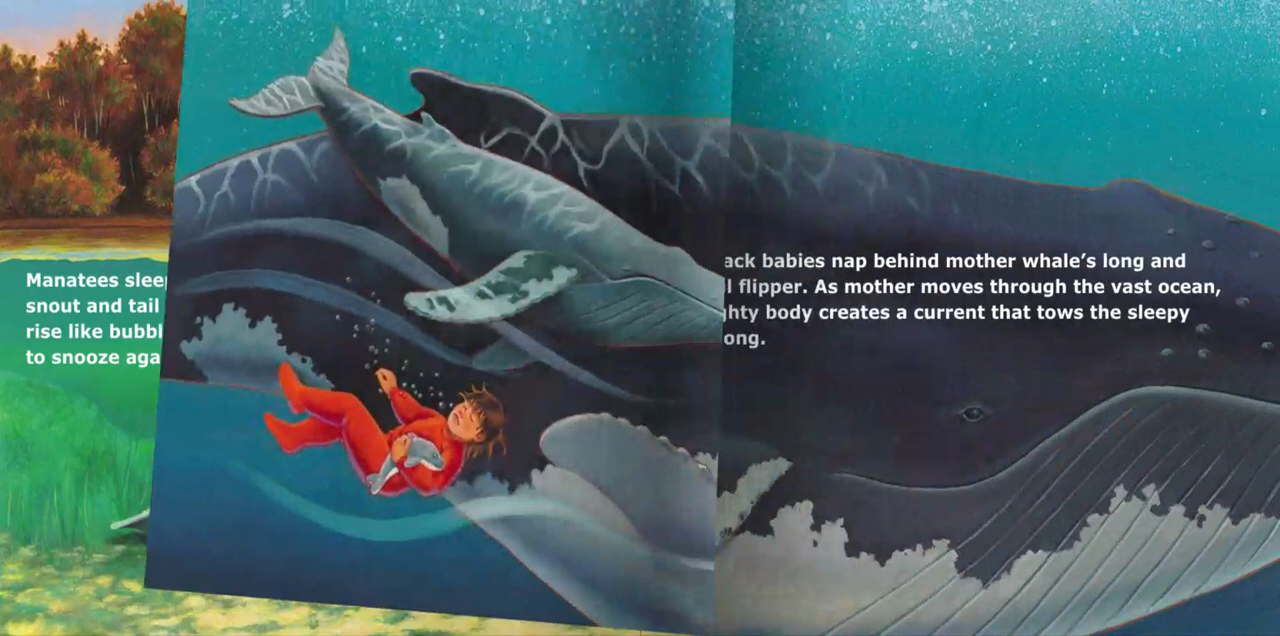 Manatees sleep
snout and tail
rise like bubbl
to snooze aga
ack babies nap behind mother whale’s long and
l flipper. As mother moves through the vast ocean,
ghty body creates a current that tows the sleepy
ong.